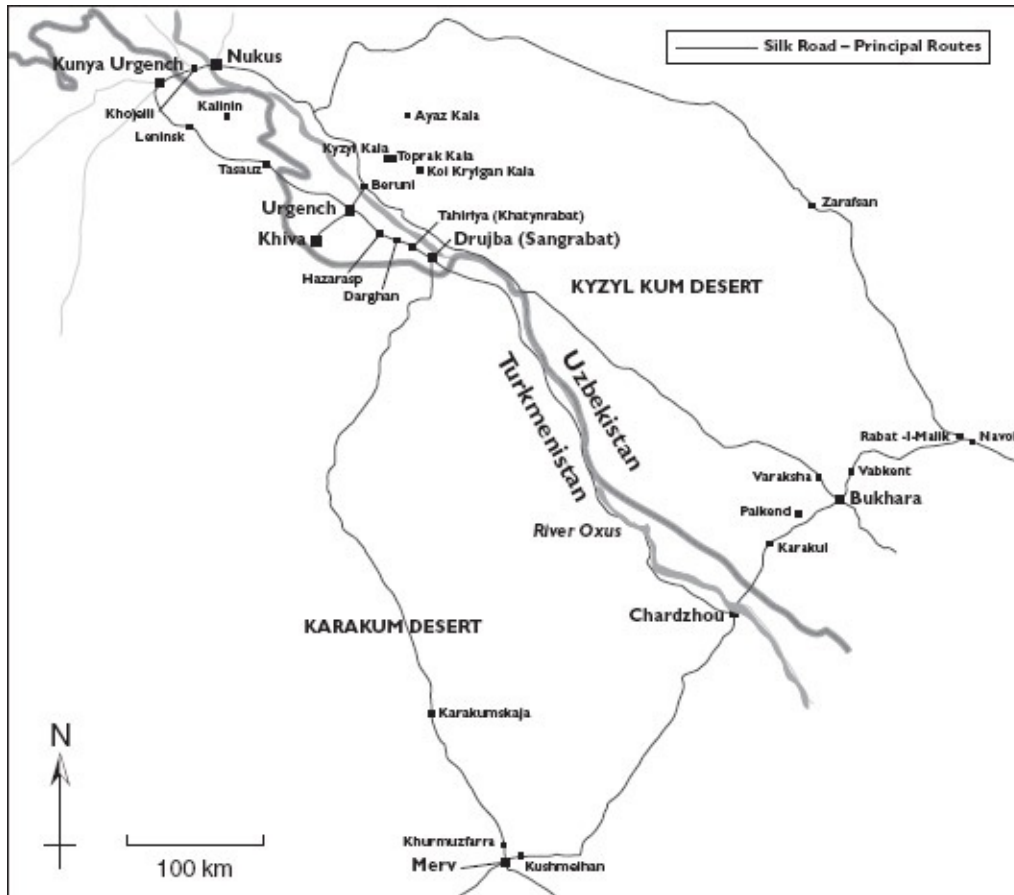 Silk Road – Principal Routes
Nukus
Kunya Urgench
Khojeili
Kalinin
Leninsk
Ayaz Kala
Kyzyl Kala
Toprak Kala
Koi Krylgan Kala
Tasauz
Beruni
Zarafsan
Urgench
Tahiriya (Khatynrabat)
Khiva
Drujba (Sangrabat)
Hazarasp
Darghan
KYZYL KUM DESERT
Uzbekistan
Turkmenistan
Rabat -I-Malik
Navoi
Varaksha
Vabkent
Bukhara
Paikend
River Oxus
Karakul
Chardzhou
KARAKUM DESERT
Karakumskaja
N
100 km
Khurmuzfarra
Merv
Kushmeihan